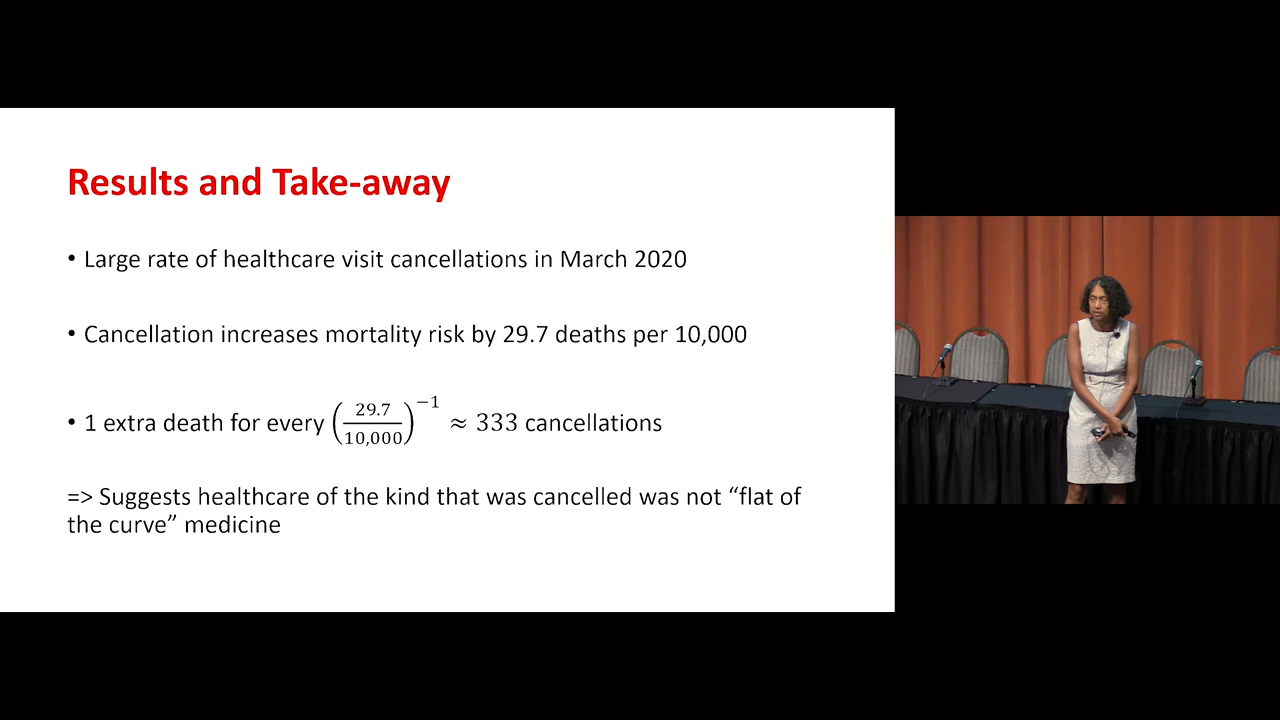 Results and Take-away
• Large rate of healthcare visit cancellations in March 2020
• Cancellation increases mortality risk by 29.7 deaths per 10,000
• 1 extra death for every (29.7/10,000)^−1 ≈ 333 cancellations
=> Suggests healthcare of the kind that was cancelled was not “flat of
the curve” medicine